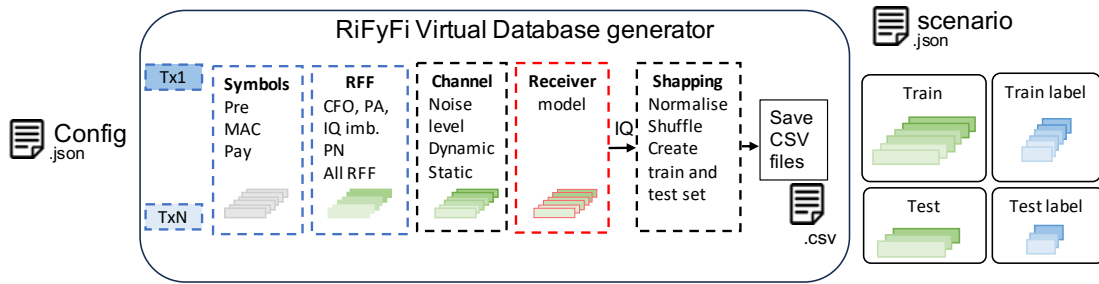 RiFyFi Virtual Database generator
scenario
.json
Config
.json
Tx1
TxN
Symbols
Pre
MAC
Pay
RFF
CFO, PA,
IQ imb.
PN
All RFF
Channel
Noise
level
Dynamic
Static
Receiver
model
IQ
Shapping
Normalise
Shuffle
Create
train and
test set
Save
CSV
files
.csv
Train
Train label
Test
Test label